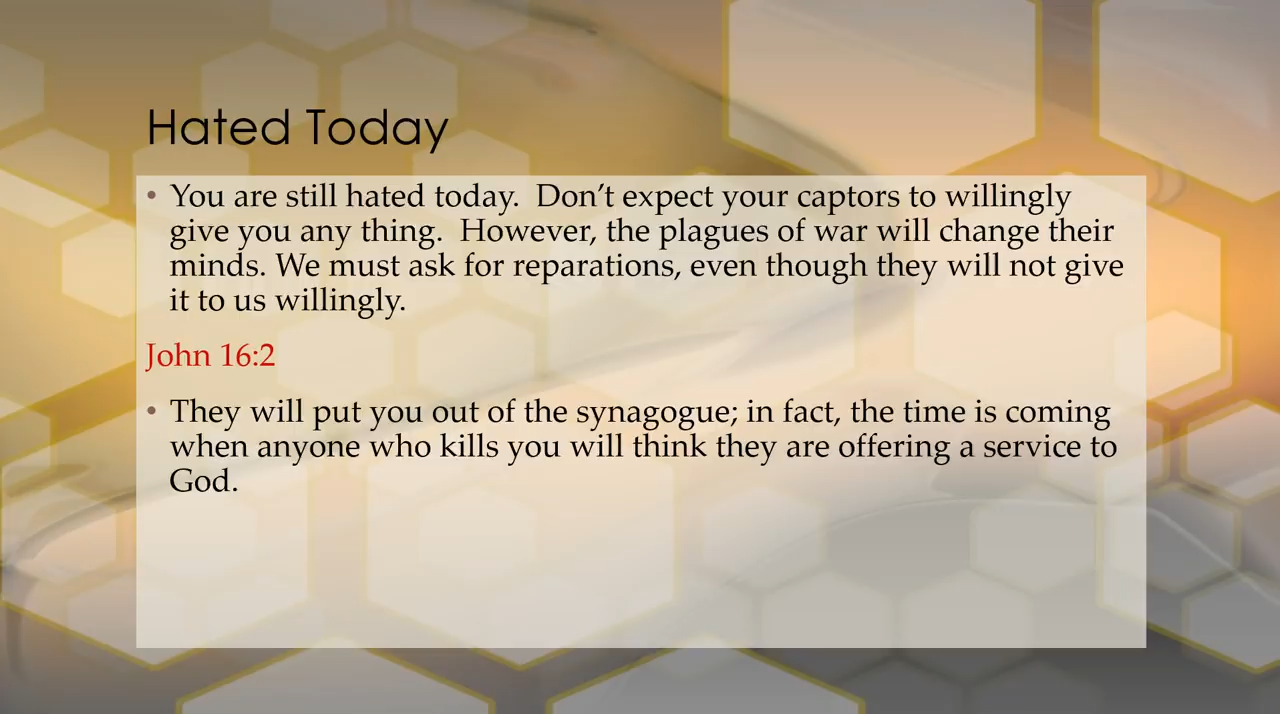 Hated Today
• You are still hated today.  Don’t expect your captors to willingly
give you any thing.  However, the plagues of war will change their
minds. We must ask for reparations, even though they will not give
it to us willingly.
John 16:2
• They will put you out of the synagogue; in fact, the time is coming
when anyone who kills you will think they are offering a service to
God.